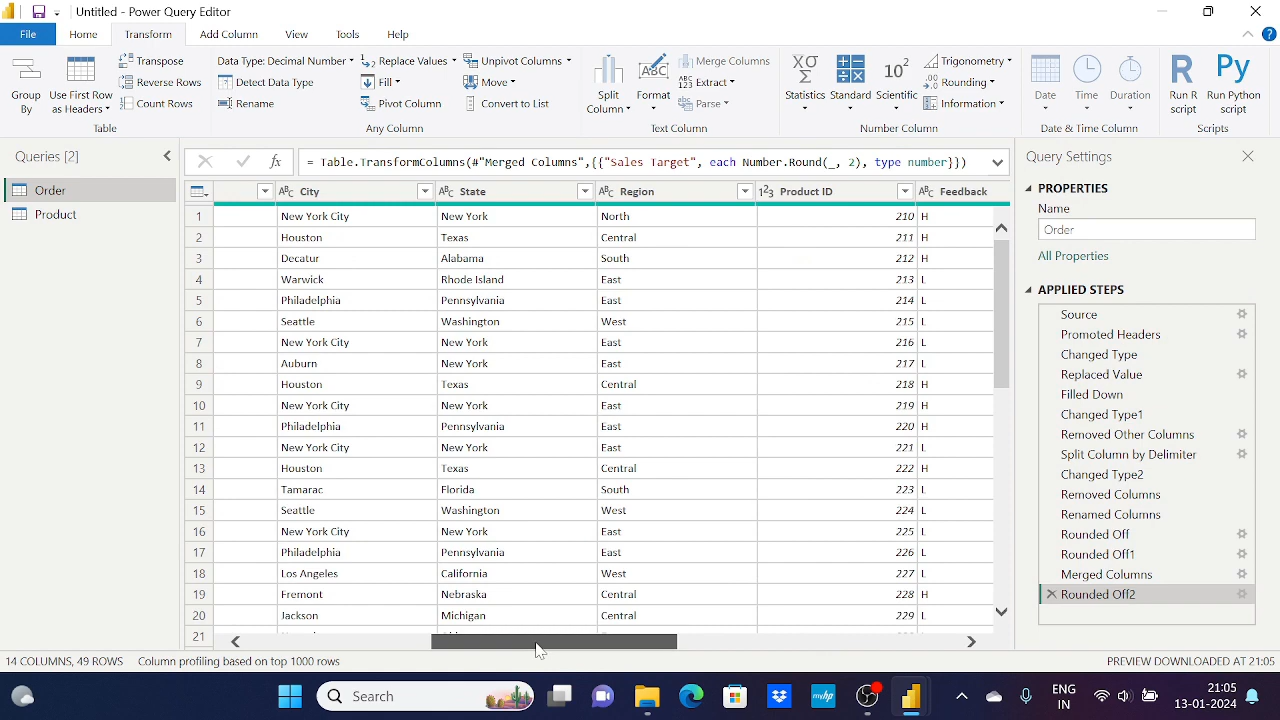 Untitled - Power Query Editor
File Home Transform Add Column View Tools Help
Group By
Use First Row as Headers
Transpose
Reverse Rows
Count Rows
Table
Data Type: Decimal Number
Detect Data Type
Rename
Replace Values
Fill
Pivot Column
Unpivot Columns
Move
Convert to List
Any Column
Split Column
Format
Merge Columns
Extract
Parse
Text Column
Statistics
Standard
Scientific
Trigonometry
Rounding
Information
Number Column
Date
Time
Duration
Date & Time Column
Run R script
Run Python script
Scripts
Queries [2]
Order
Product
= Table.TransformColumns(#"Merged Columns",{{"Sales Target", each Number.Round(_, 2), type number}})
City State Region Product ID Feedback
1 New York City New York North 210 H
2 Houston Texas Central 211 H
3 Decatur Alabama South 212 H
4 Warwick Rhode Island East 213 L
5 Philadelphia Pennsylvania East 214 L
6 Seattle Washington West 215 L
7 New York City New York East 216 L
8 Auburn New York East 217 L
9 Houston Texas Central 218 H
10 New York City New York East 219 H
11 Philadelphia Pennsylvania East 220 H
12 New York City New York East 221 L
13 Houston Texas Central 222 H
14 Tamarac Florida South 223 L
15 Seattle Washington West 224 L
16 New York City New York East 225 L
17 Philadelphia Pennsylvania East 226 L
18 Los Angeles California West 227 L
19 Fremont Nebraska Central 228 H
20 Jackson Michigan Central 229 L
21
Query Settings
PROPERTIES
Name
Order
All Properties
APPLIED STEPS
Source
Promoted Headers
Changed Type
Replaced Value
Filled Down
Changed Type1
Removed Other Columns
Split Column by Delimiter
Changed Type2
Removed Columns
Renamed Columns
Rounded Off
Rounded Off1
Merged Columns
Rounded Off2
14 COLUMNS, 49 ROWS Column profiling based on top 1000 rows PREVIEW DOWNLOADED AT 21:05
Search
ENG
IN
21:05
13-01-2024